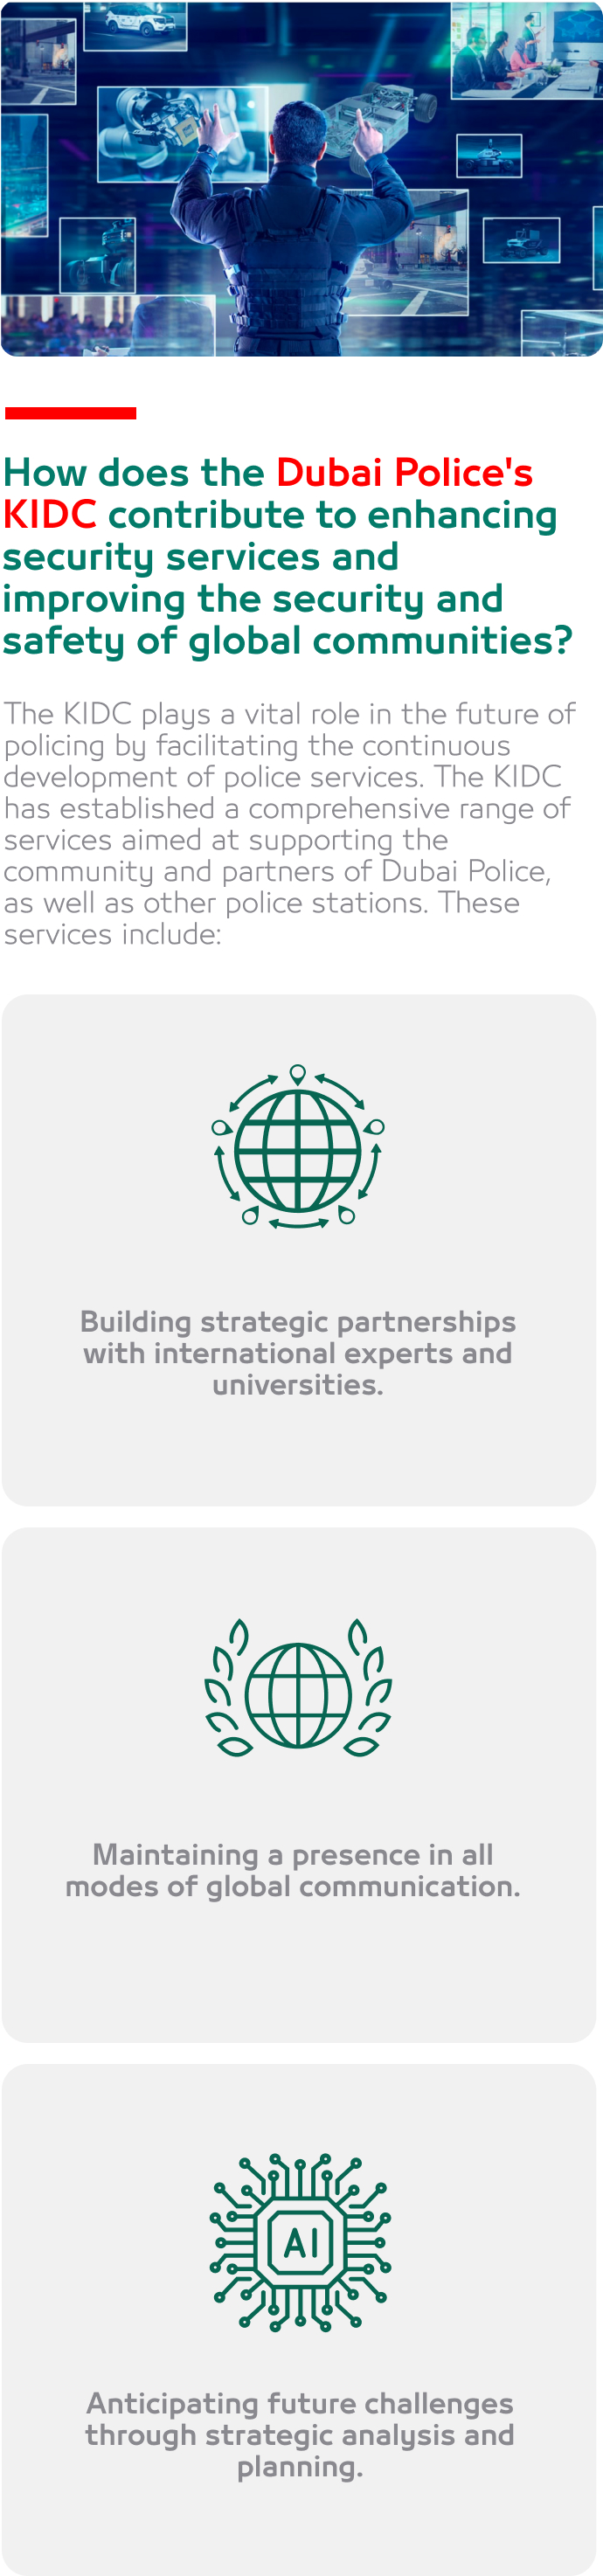 How does the Dubai Police's
KIDC contribute to enhancing
security services and
improving the security and
safety of global communities?
The KIDC plays a vital role in the future of
policing by facilitating the continuous
development of police services. The KIDC
has established a comprehensive range of
services aimed at supporting the
community and partners of Dubai Police,
as well as other police stations. These
services include:
Building strategic partnerships
with international experts and
universities.
Maintaining a presence in all
modes of global communication.
AI
Anticipating future challenges
through strategic analysis and
planning.